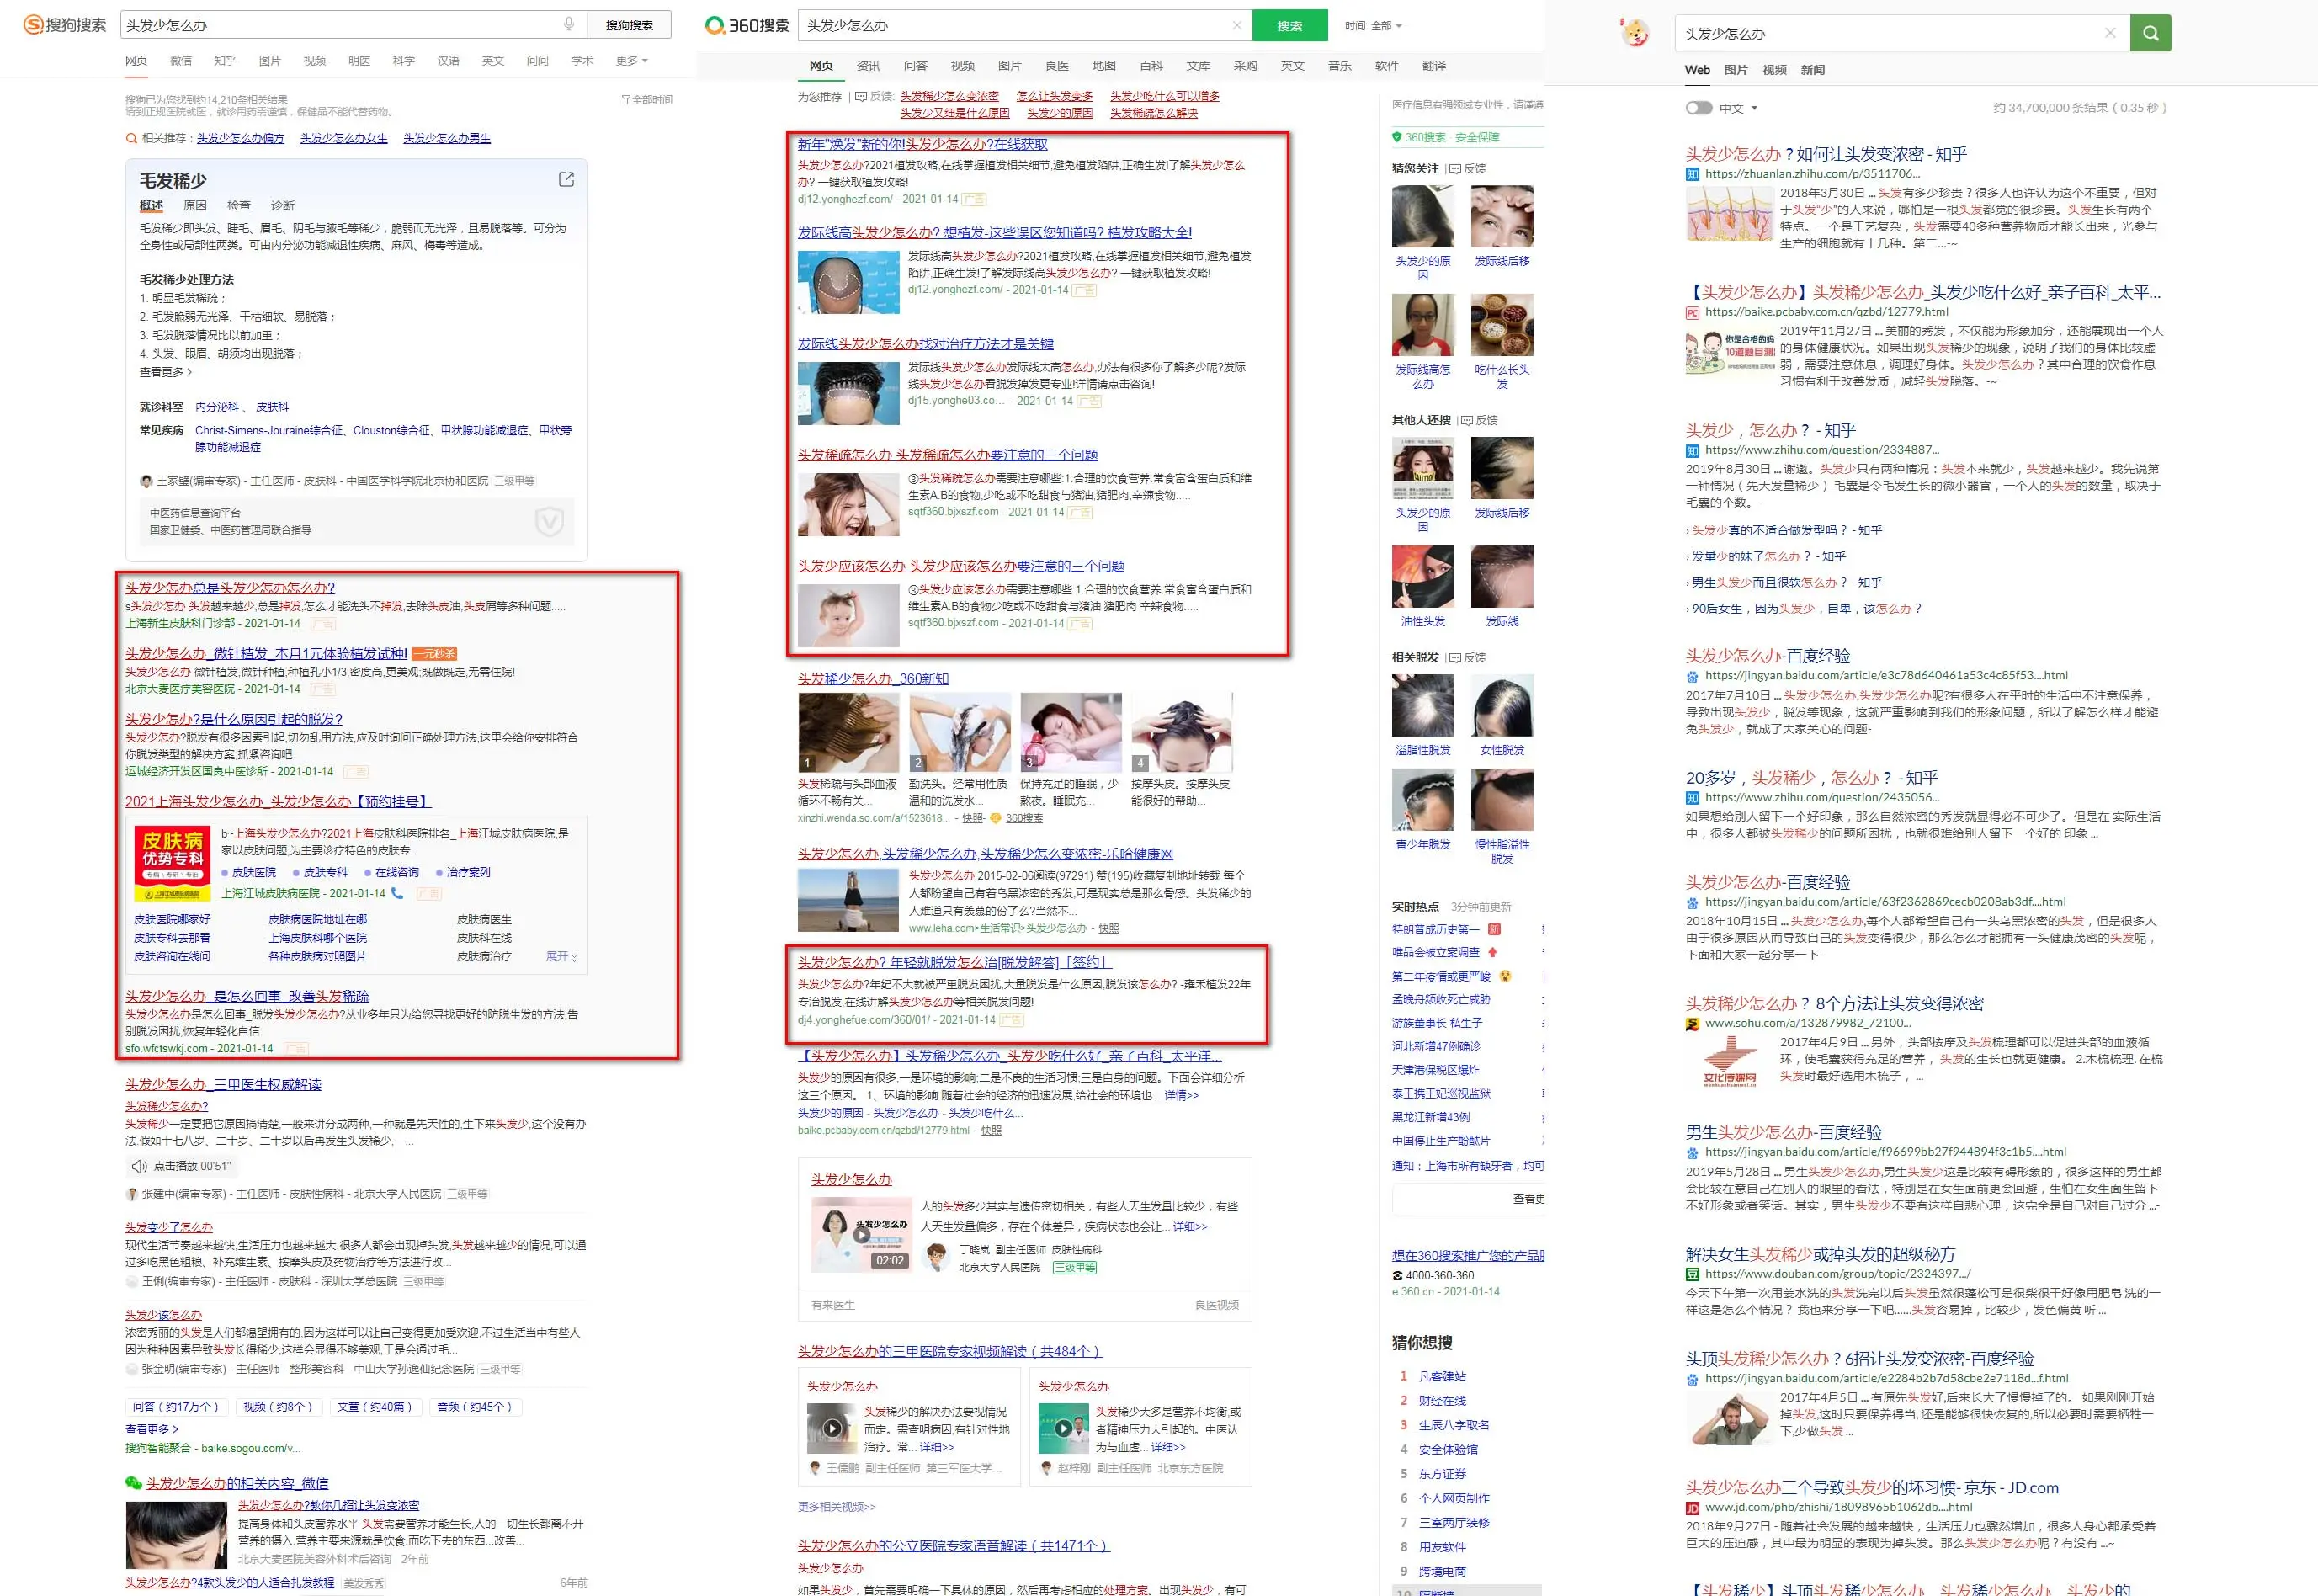 搜狗搜索
头发少怎么办
搜狗搜索
网页 微信 知乎 图片 视频 明医 科学 汉语 英文 问问 学术 更多
搜狗已为您找到约14,210条相关结果
全部时间
请到正规医院就医，就诊用药需谨慎，保健品不能代替药物。
相关推荐：头发少怎么办偏方 头发少怎么办女生 头发少怎么办男生
毛发稀少
概述 原因 检查 诊断
毛发稀少即头发、睫毛、眉毛、阴毛与腋毛等稀少，脆弱而无光泽，且易脱落等。可分为
全身性或局部性两类。可由内分泌功能减退性疾病、麻风、梅毒等造成。
毛发稀少处理方法
1. 明显毛发稀疏；
2. 毛发脆弱无光泽、干枯细软、易脱落；
3. 毛发脱落情况比以前加重；
4. 头发、眼眉、胡须均出现脱落；
查看更多 >
就诊科室 内分泌科 、 皮肤科
常见疾病 Christ-Simens-Jouraine综合征、Clouston综合征、甲状腺功能减退症、甲状旁
腺功能减退症
(编审专家) - 主任医师 - 皮肤科 - 中国医学科学院北京协和医院 三级甲等
中医药信息查询平台
国家卫健委、中医药管理局联合指导
头发少怎办总是头发少怎办怎么办?
s头发少怎办 头发越来越少,总是掉发,怎么才能洗头不掉发,去除头皮油,头皮屑等多种问题.....
上海新生皮肤科门诊部 - 2021-01-14 广告
头发少怎么办_微针植发_本月1元体验植发试种! 一元秒杀
头发少怎么办 微针植发,微针种植,种植孔小1/3,密度高,更美观;既做既走,无需住院!
北京大麦医疗美容医院 - 2021-01-14 广告
头发少怎办?是什么原因引起的脱发?
头发少怎办?脱发有很多因素引起,切勿乱用方法,应及时询问正确处理方法,这里会给你安排符合
你脱发类型的解决方案,抓紧咨询吧.
运城经济开发区国良中医诊所 - 2021-01-14 广告
2021上海头发少怎么办_头发少怎么办【预约挂号】
皮肤病
优势专科
b~上海头发少怎么办?2021上海皮肤科医院排名_上海江城皮肤病医院,是
家以皮肤问题,为主要诊疗特色的皮肤专..
皮肤医院 皮肤专科 在线咨询 治疗案列
上海江城皮肤病医院 - 2021-01-14 广告
皮肤医院哪家好 皮肤病医院地址在哪 皮肤病医生
皮肤专科去那看 上海皮肤科哪个医院 皮肤科在线
皮肤咨询在线问 各种皮肤病对照图片 皮肤病治疗 展开
头发少怎么办_是怎么回事_改善头发稀疏
头发少怎么办是怎么回事_脱发头发少怎么办?从业多年只为给您寻找更好的防脱生发的方法,告
别脱发困扰,恢复年轻化自信.
sfo.wfctswkj.com - 2021-01-14 广告
头发少怎么办_三甲医生权威解读
头发稀少怎么办?
头发稀少一定要把它原因搞清楚,一般来讲分成两种,一种就是先天性的,生下来头发少,这个没有办
法.假如十七八岁、二十岁、二十岁以后再发生头发稀少,一...
点击播放 00'51"
张建中(编审专家) - 主任医师 - 皮肤性病科 - 北京大学人民医院 三级甲等
头发变少了怎么办
现代生活节奏越来越快,生活压力也越来越大,很多人都会出现掉头发,头发越来越少的情况,可以通
过多吃黑色粗粮、补充维生素、按摩头皮及药物治疗等方法进行改...
王俐(编审专家) - 主任医师 - 皮肤科 - 深圳大学总医院 三级甲等
头发少该怎么办
浓密秀丽的头发是人们都渴望拥有的,因为这样可以让自己变得更加受欢迎,不过生活当中有些人
因为种种因素导致头发长得稀少,这样会显得不够美观,于是会通过毛...
张金明(编审专家) - 主任医师 - 整形美容科 - 中山大学孙逸仙纪念医院 三级甲等
问答（约17万个） 视频（约8个） 文章（约40篇） 音频（约45个）
查看更多 >
搜狗智能聚合 - baike.sogou.com/v...
头发少怎么办的相关内容_微信
头发少怎么办?教你几招让头发变浓密
提高身体和头皮营养水平 头发需要营养才能生长,人的一切生长都离不开
营养的摄入.营养主要来源就是饮食.而吃下去的东西...改善...
北京大麦医院美容外科术后咨询 2年前
头发少怎么办?4款头发少的人适合扎发教程 美发秀秀 6年前
360搜索
头发少怎么办
搜索
时间: 全部
网页 资讯 问答 视频 图片 良医 地图 百科 文库 采购 英文 音乐 软件 翻译
为您推荐 反馈: 头发稀少怎么变浓密 怎么让头发变多 头发少吃什么可以增多
头发少又细是什么原因 头发少的原因 头发稀疏怎么解决
新年"焕发"新的你!头发少怎么办?在线获取
头发少怎么办?2021植发攻略,在线掌握植发相关细节,避免植发陷阱,正确生发!了解头发少怎么
办? 一键获取植发攻略!
dj12.yonghezf.com/ - 2021-01-14 广告
发际线高头发少怎么办? 想植发-这些误区您知道吗? 植发攻略大全!
发际线高头发少怎么办?2021植发攻略,在线掌握植发相关细节,避免植发
陷阱,正确生发!了解发际线高头发少怎么办? 一键获取植发攻略!
dj12.yonghezf.com/ - 2021-01-14 广告
发际线头发少怎么办找对治疗方法才是关键
发际线头发少怎么办发际线太高怎么办,办法有很多你了解多少呢?发际
线头发少怎么办看脱发掉发更专业!详情请点击咨询!
dj15.yonghe03.co... - 2021-01-14 广告
头发稀疏怎么办 头发稀疏怎么办要注意的三个问题
③头发稀疏怎么办需要注意哪些:1.合理的饮食营养.常食富含蛋白质和维
生素A.B的食物,少吃或不吃甜食与猪油,猪肥肉,辛辣食物.....
sqtf360.bjxszf.com - 2021-01-14 广告
头发少应该怎么办 头发少应该怎么办要注意的三个问题
③头发少应该怎么办需要注意哪些:1.合理的饮食营养.常食富含蛋白质和
维生素A.B的食物少吃或不吃甜食与猪油 猪肥肉 辛辣食物.....
sqtf360.bjxszf.com - 2021-01-14 广告
头发稀少怎么办_360新知
1 2 3 4
头发稀疏与头部血液 勤洗头。经常用性质 保持充足的睡眠，少 按摩头皮。按摩头皮
循环不畅有关... 温和的洗发水... 熬夜。睡眠充... 能很好的帮助...
xinzhi.wenda.so.com/a/1523618... - 快照 - 360搜索
头发少怎么办,头发稀少怎么办,头发稀少怎么变浓密-乐哈健康网
头发少怎么办 2015-02-06阅读(97291) 赞(195)收藏复制地址转载 每个
人都盼望自己有着乌黑浓密的秀发,可是现实总是那么骨感。头发稀少的
人难道只有羡慕的份了么?当然不...
www.leha.com>生活常识>头发少怎么办 - 快照
头发少怎么办? 年轻就脱发怎么治[脱发解答]「签约」
头发少怎么办?年纪不大就被严重脱发困扰,大量脱发是什么原因,脱发该怎么办? -雍禾植发22年
专治脱发,在线讲解头发少怎么办等相关脱发问题!
dj4.yonghefue.com/360/01/ - 2021-01-14 广告
【头发少怎么办】头发稀少怎么办_头发少吃什么好_亲子百科_太平洋...
头发少的原因有很多,一是环境的影响;二是不良的生活习惯;三是自身的问题。下面会详细分析
这三个原因。 1、环境的影响 随着社会的经济的迅速发展,给社会的环境也... 详情>>
头发少的原因 - 头发少怎么办 - 头发少吃什么...
baike.pcbaby.com.cn/qzbd/12779.html - 快照
头发少怎么办
头发少怎么办
02:02
人的头发多少其实与遗传密切相关，有些人天生发量比较少，有些
人天生发量偏多，存在个体差异，疾病状态也会让... 详细>>
丁晓岚 副主任医师 皮肤性病科
北京大学人民医院 三级甲等
有来医生 良医视频
头发少怎么办的三甲医院专家视频解读（共484个）
头发少怎么办
头发稀少的解决办法要视情况
而定。需查明病因,有针对性地
治疗。常... 详细>>
王儒鹏 副主任医师 第三军医大学...
头发少怎么办
头发稀少大多是营养不均衡,或
者精神压力大引起的。中医认
为与血虚... 详细>>
赵梓刚 副主任医师 北京东方医院
更多相关视频>>
头发少怎么办的公立医院专家语音解读（共1471个）
头发少怎么办
如果头发少，首先需要明确一下具体的原因，然后再考虑相应的处理方案。出现头发少，有可
医疗信息有强领域专业性，请谨遵
360搜索 · 安全保障
猜您关注 反馈
头发少的原因 发际线后移
发际线高怎么办 吃什么长头发
其他人还搜 反馈
头发少的原因 发际线后移
油性头发 发际线
相关脱发 反馈
溢脂性脱发 女性脱发
青少年脱发 慢性脂溢性脱发
实时热点 3分钟前更新
特朗普成历史第一 新
唯品会被立案调查
第二年疫情或更严峻
孟晚舟颇收死亡威胁
游族董事长 私生子
河北新增47例确诊
天津港保税区爆炸
泰王携王妃巡视监狱
黑龙江新增43例
中国停止生产酚酞片
通知：上海市所有缺牙者，均可
查看更
想在360搜索推广您的产品服
4000-360-360
e.360.cn - 2021-01-14
猜你想搜
1 凡客建站
2 财经在线
3 生辰八字取名
4 安全体验馆
5 东方证券
6 个人网页制作
7 三室两厅装修
8 用友软件
9 跨境电商
10 隔断墙
头发少怎么办
Web 图片 视频 新闻
中文
约 34,700,000 条结果（0.35 秒）
头发少怎么办？如何让头发变浓密 - 知乎
https://zhuanlan.zhihu.com/p/3511706...
2018年3月30日 ... 头发有多少珍贵？很多人也许认为这个不重要，但对
于头发“少”的人来说，哪怕是一根头发都觉的很珍贵。头发生长有两个
特点。一个是工艺复杂，头发需要40多种营养物质才能长出来，光参与
生产的细胞就有十几种。第二...-~
【头发少怎么办】头发稀少怎么办_头发少吃什么好_亲子百科_太平...
https://baike.pcbaby.com.cn/qzbd/12779.html
你是合格的妈
10道题目测
2019年11月27日 ... 美丽的秀发，不仅能为形象加分，还能展现出一个人
的身体健康状况。如果出现头发稀少的现象，说明了我们的身体比较虚
弱，需要注意休息，调理好身体。头发少怎么办？其中合理的饮食作息
习惯有利于改善发质，减轻头发脱落。-~
头发少，怎么办？ - 知乎
https://www.zhihu.com/question/2334887...
2019年8月30日 ... 谢邀。头发少只有两种情况：头发本来就少，头发越来越少。我先说第
一种情况（先天发量稀少） 毛囊是令毛发生长的微小器官，一个人的头发的数量，取决于
毛囊的个数。-
› 头发少真的不适合做发型吗？ - 知乎
› 发量少的妹子怎么办？ - 知乎
› 男生头发少而且很软怎么办？ - 知乎
› 90后女生，因为头发少，自卑，该怎么办？
头发少怎么办-百度经验
https://jingyan.baidu.com/article/e3c78d640461a53c4c85f53....html
2017年7月10日 ... 头发少怎么办,头发少怎么办呢?有很多人在平时的生活中不注意保养，
导致出现头发少，脱发等现象，这就严重影响到我们的形象问题，所以了解怎么样才能避
免头发少，就成了大家关心的问题-
20多岁，头发稀少，怎么办？ - 知乎
https://www.zhihu.com/question/2435056...
如果想给别人留下一个好印象，那么自然浓密的秀发就显得必不可少了。但是在 实际生活
中，很多人都被头发稀少的问题所困扰，也就很难给别人留下一个好的 印象 ...
头发少怎么办-百度经验
https://jingyan.baidu.com/article/63f2362869cecb0208ab3df....html
2018年10月15日 ... 头发少怎么办,每个人都希望自己有一头乌黑浓密的头发，但是很多人
由于很多原因从而导致自己的头发变得很少，那么怎么才能拥有一头健康茂密的头发呢，
下面和大家一起分享一下-
头发稀少怎么办？ 8个方法让头发变得浓密
www.sohu.com/a/132879982_72100...
文化传媒网
2017年4月9日 ... 另外，头部按摩及头发梳理都可以促进头部的血液循
环，使毛囊获得充足的营养， 头发的生长也就更健康。 2.木梳梳理. 在梳
头发时最好选用木梳子， ...
男生头发少怎么办-百度经验
https://jingyan.baidu.com/article/f96699bb27f944894f3c1b5....html
2019年5月28日 ... 男生头发少怎么办,男生头发少这是比较有碍形象的，很多这样的男生都
会比较在意自己在别人的眼里的看法，特别是在女生面前更会回避，生怕在女生面生留下
不好形象或者笑话。其实，男生头发少不要有这样自悲心理，这完全是自己对自己过分 ...-
解决女生头发稀少或掉头发的超级秘方
https://www.douban.com/group/topic/2324397.../
今天下午第一次用姜水洗的头发洗完以后头发虽然很蓬松可是很柴很干好像用肥皂 洗的一
样这是怎么个情况？ 我也来分享一下吧……头发容易掉，比较少，发色偏黄 听 ...
头顶头发稀少怎么办？6招让头发变浓密-百度经验
https://jingyan.baidu.com/article/e2284b2b7d58cbe2e7118d...f.html
2017年4月5日 ... 有原先头发好,后来长大了慢慢掉了的。 如果刚刚开始
掉头发,这时只要保养得当,还是能够很快恢复的,所以必要时需要牺牲一
下,少做头发 ...
头发少怎么办三个导致头发少的坏习惯- 京东 - JD.com
www.jd.com/phb/zhishi/18098965b1062db....html
2018年9月27日 - 随着社会发展的越来越快，生活压力也骤然增加，很多人身心都承受着
巨大的压迫感，其中最为明显的表现为掉头发。那么头发少怎么办呢？有没有 ...~
【头发稀少】头顶头发稀少怎么办_头发稀少怎么办_头发少的